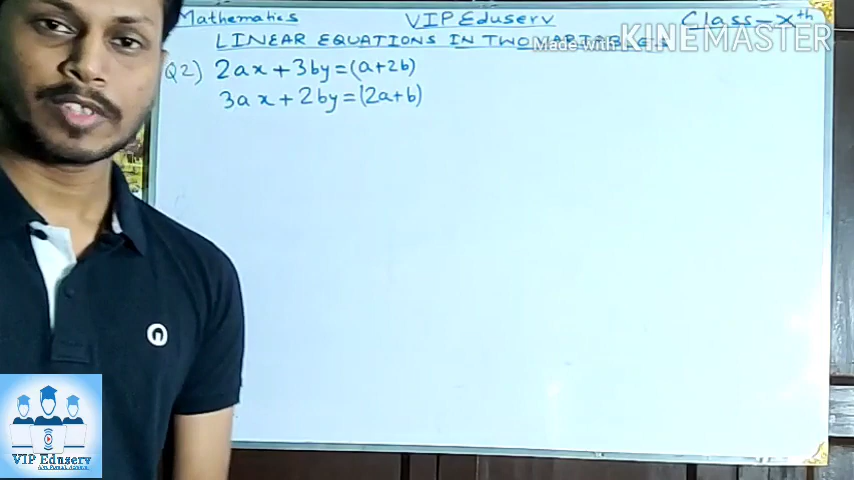 Mathematics VIP Eduserv Class-Xth
LINEAR EQUATIONS IN TWO VARIABLES
Made with KINEMASTER
Q2) 2ax+3by=(a+2b)
3ax+2by=(2a+b)
VIP Eduserv